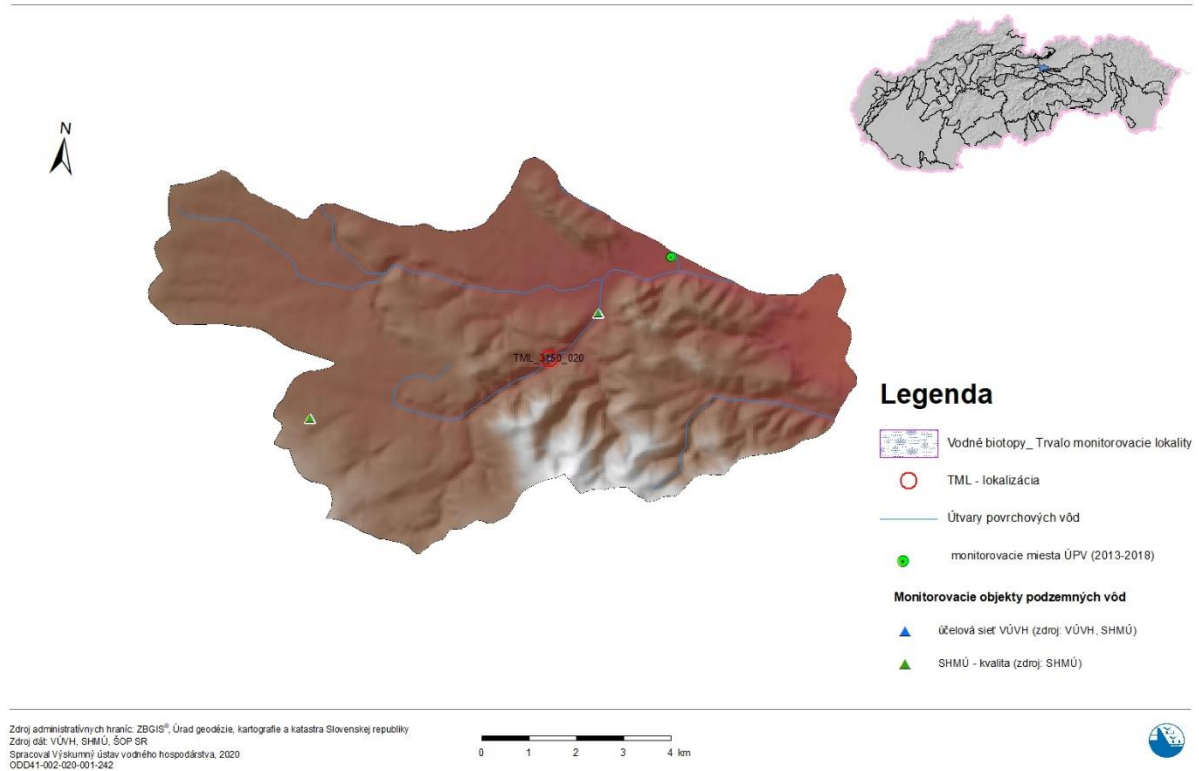 N
TML_3150_020
Legenda
Vodné biotopy_ Trvalo monitorovacie lokality
TML - lokalizácia
Útvary povrchových vôd
monitorovacie miesta ÚPV (2013-2018)
Monitorovacie objekty podzemných vôd
účelová sieť VÚVH (zdroj: VÚVH, SHMÚ)
SHMÚ - kvalita (zdroj: SHMÚ)
Zdroj administratívnych hraníc: ZBGIS®, Úrad geodézie, kartografie a katastra Slovenskej republiky
Zdroj dát: VÚVH, SHMÚ, ŠOP SR
Spracoval Výskumný ústav vodného hospodárstva, 2020
ODD41-002-020-001-242
0 1 2 3 4 km